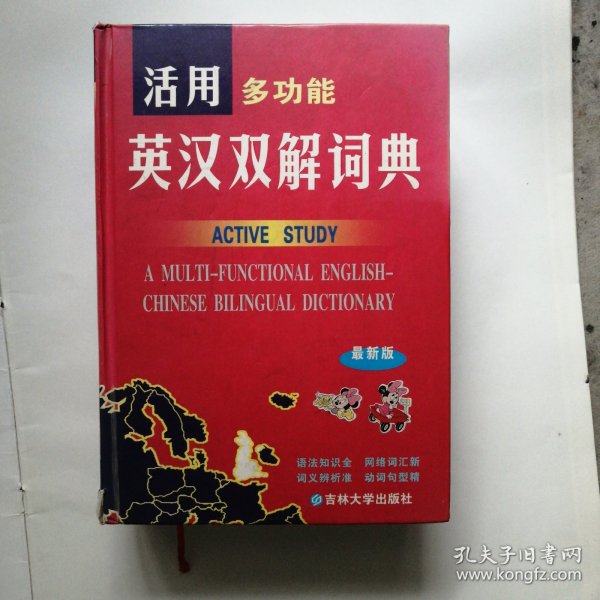 活用 多功能
英汉双解词典
ACTIVE STUDY
A MULTI-FUNCTIONAL ENGLISH-
CHINESE BILINGUAL DICTIONARY
最新版
语法知识全 网络词汇新
词义辨析准 动词句型精
吉林大学出版社
孔夫子旧书网
www.kongfz.com